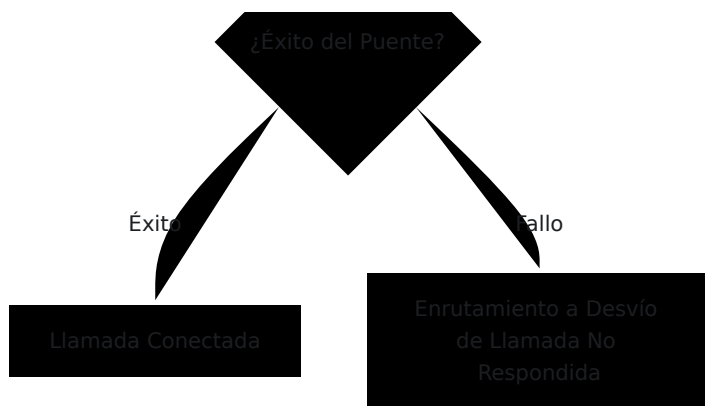 ¿Éxito del Puente?
Éxito
Fallo
Llamada Conectada
Enrutamiento a Desvío
de Llamada No
Respondida